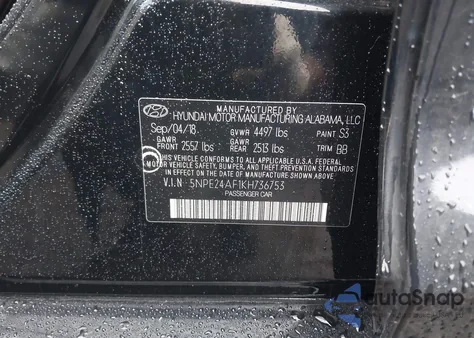 MANUFACTURED BY
HYUNDAI MOTOR MANUFACTURING ALABAMA, LLC
Sep/04/18 GVWR 4497 lbs PAINT S3
GAWR FRONT 2557 lbs GAWR REAR 2513 lbs TRIM BB
THIS VEHICLE CONFORMS TO ALL APPLICABLE U.S. FEDERAL
MOTOR VEHICLE SAFETY, BUMPER, AND THEFT PREVENTION STANDARDS
IN EFFECT ON THE DATE OF MANUFACTURE SHOWN ABOVE.
V.I.N 5NPE24AF1KH736753
PASSENGER CAR
autoSnap